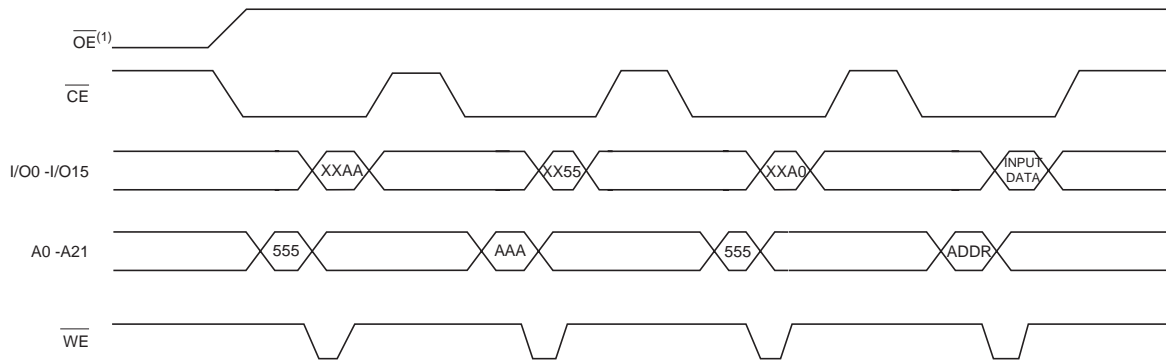 OE(1)
CE
I/O0 -I/O15 XXAA XX55 XXA0 INPUT DATA
A0 -A21 555 AAA 555 ADDR
WE